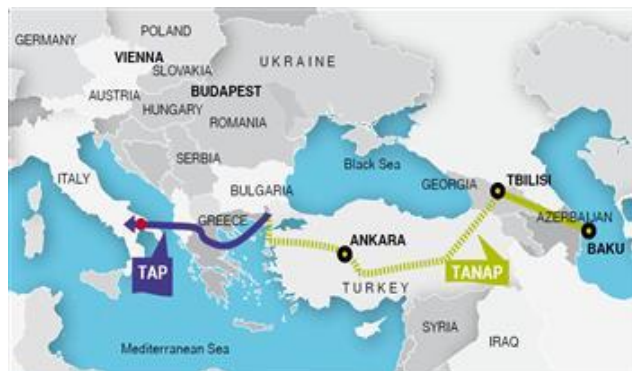 POLAND
GERMANY
VIENNA
UKRAINE
SLOVAKIA
AUSTRIA
BUDAPEST
HUNGARY
ROMANIA
SERBIA
Black Sea
ITALY
TBILISI
GEORGIA
BULGARIA
AZERBAIJAN
GREECE
BAKU
ANKARA
TAP
TANAP
TURKEY
SYRIA
IRAQ
Mediterranean Sea